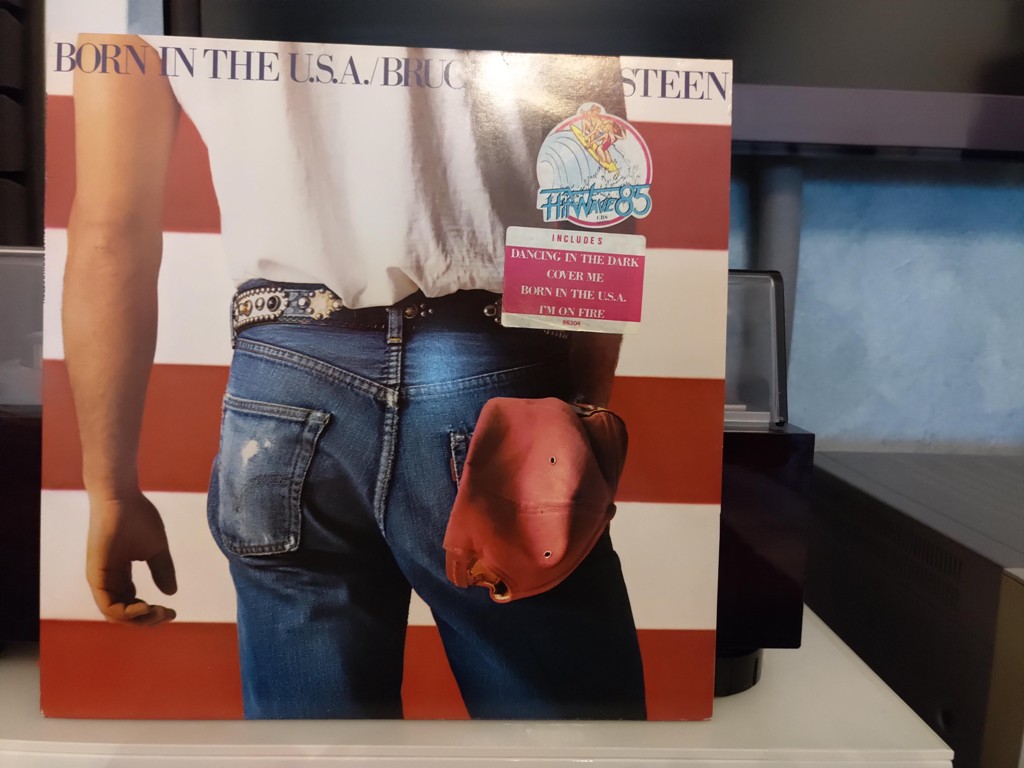 BORN IN THE U.S.A./BRUC STEEN
HitWave 85
CBS
INCLUDES
DANCING IN THE DARK
COVER ME
BORN IN THE U.S.A.
I'M ON FIRE
86304